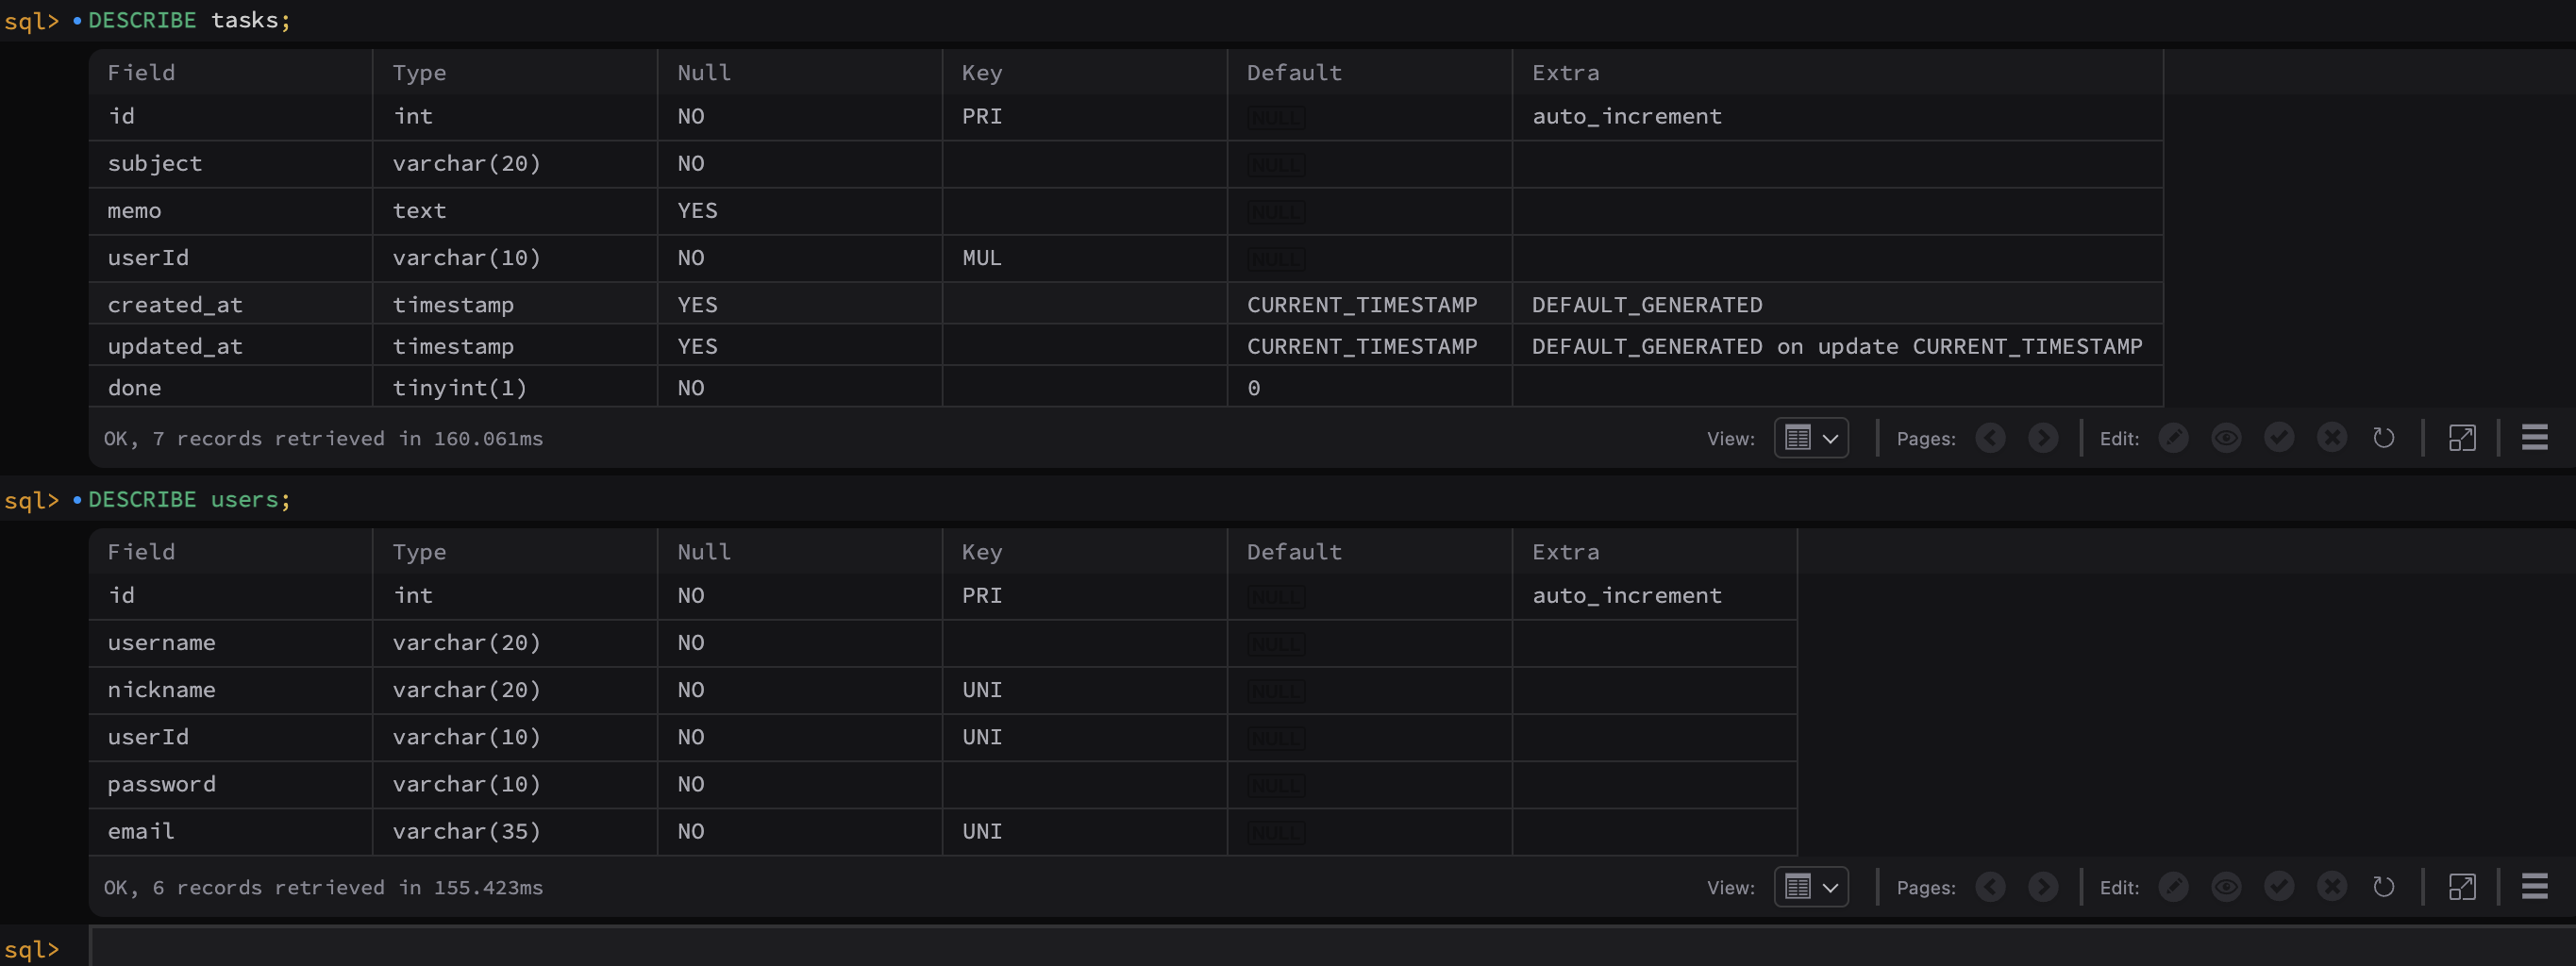 sql> DESCRIBE tasks;
Field Type Null Key Default Extra
id int NO PRI NULL auto_increment
subject varchar(20) NO NULL
memo text YES NULL
userId varchar(10) NO MUL NULL
created_at timestamp YES CURRENT_TIMESTAMP DEFAULT_GENERATED
updated_at timestamp YES CURRENT_TIMESTAMP DEFAULT_GENERATED on update CURRENT_TIMESTAMP
done tinyint(1) NO 0
OK, 7 records retrieved in 160.061ms View: Pages: Edit:
sql> DESCRIBE users;
Field Type Null Key Default Extra
id int NO PRI NULL auto_increment
username varchar(20) NO NULL
nickname varchar(20) NO UNI NULL
userId varchar(10) NO UNI NULL
password varchar(10) NO NULL
email varchar(35) NO UNI NULL
OK, 6 records retrieved in 155.423ms View: Pages: Edit:
sql>